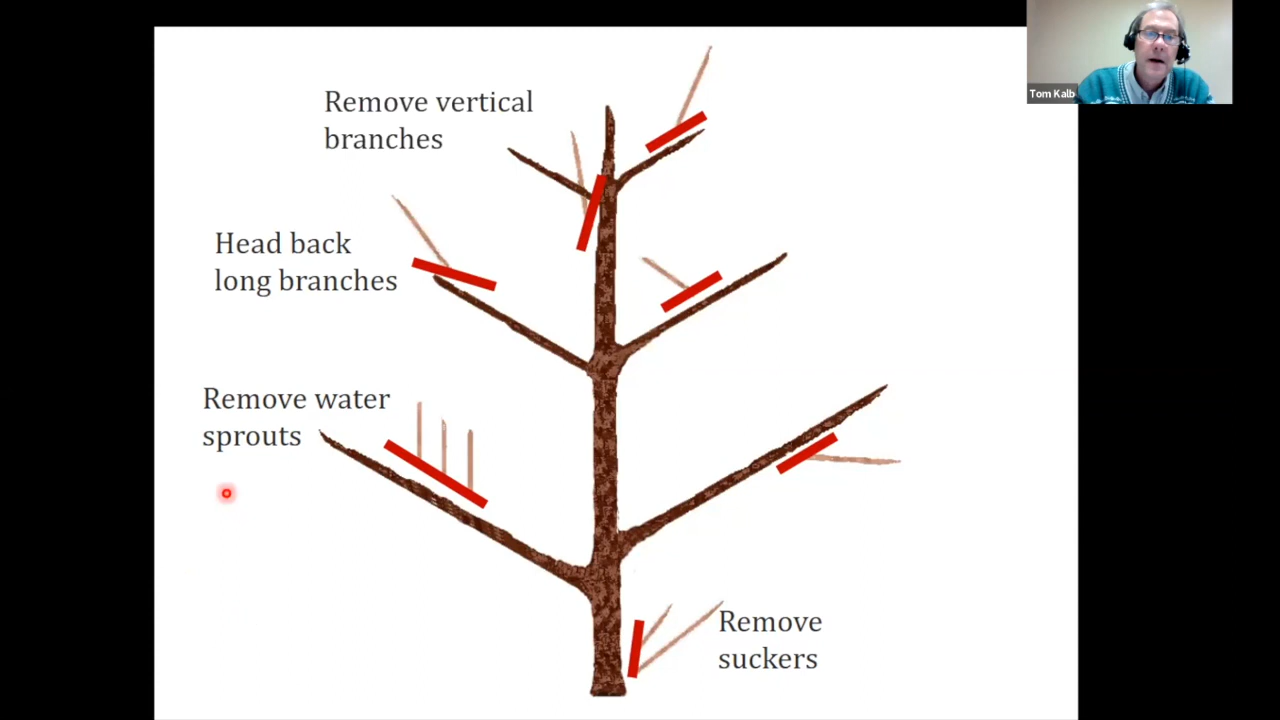 Tom Kalb
Remove vertical
branches
Head back
long branches
Remove water
sprouts
Remove
suckers